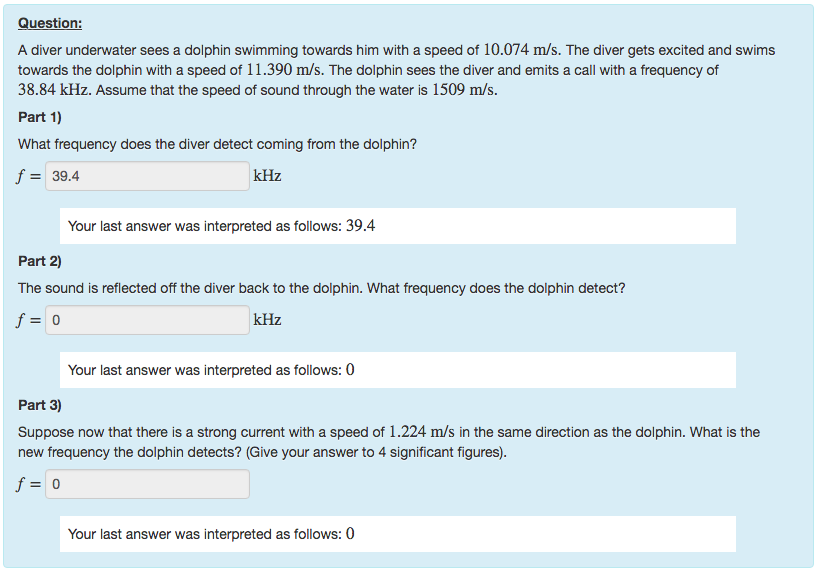 Question:
A diver underwater sees a dolphin swimming towards him with a speed of 10.074 m/s. The diver gets excited and swims
towards the dolphin with a speed of 11.390 m/s. The dolphin sees the diver and emits a call with a frequency of
38.84 kHz. Assume that the speed of sound through the water is 1509 m/s.
Part 1)
What frequency does the diver detect coming from the dolphin?
f = 39.4 kHz
Your last answer was interpreted as follows: 39.4
Part 2)
The sound is reflected off the diver back to the dolphin. What frequency does the dolphin detect?
f = 0 kHz
Your last answer was interpreted as follows: 0
Part 3)
Suppose now that there is a strong current with a speed of 1.224 m/s in the same direction as the dolphin. What is the
new frequency the dolphin detects? (Give your answer to 4 significant figures).
f = 0
Your last answer was interpreted as follows: 0